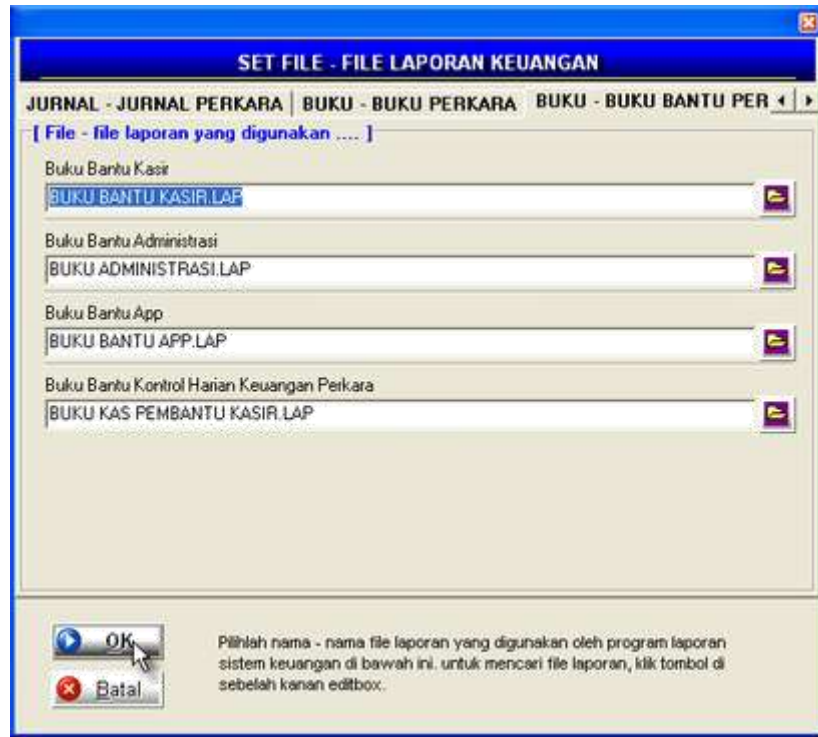 SET FILE - FILE LAPORAN KEUANGAN
JURNAL - JURNAL PERKARA BUKU - BUKU PERKARA BUKU - BUKU BANTU PER
[ File - file laporan yang digunakan .... ]
Buku Bantu Kasir
BUKU BANTU KASIR.LAP
Buku Bantu Administrasi
BUKU ADMINISTRASI.LAP
Buku Bantu App
BUKU BANTU APP.LAP
Buku Bantu Kontrol Harian Keuangan Perkara
BUKU KAS PEMBANTU KASIR.LAP
OK
Batal
Pilihlah nama - nama file laporan yang digunakan oleh program laporan
sistem keuangan di bawah ini. untuk mencari file laporan, klik tombol di
sebelah kanan editbox.